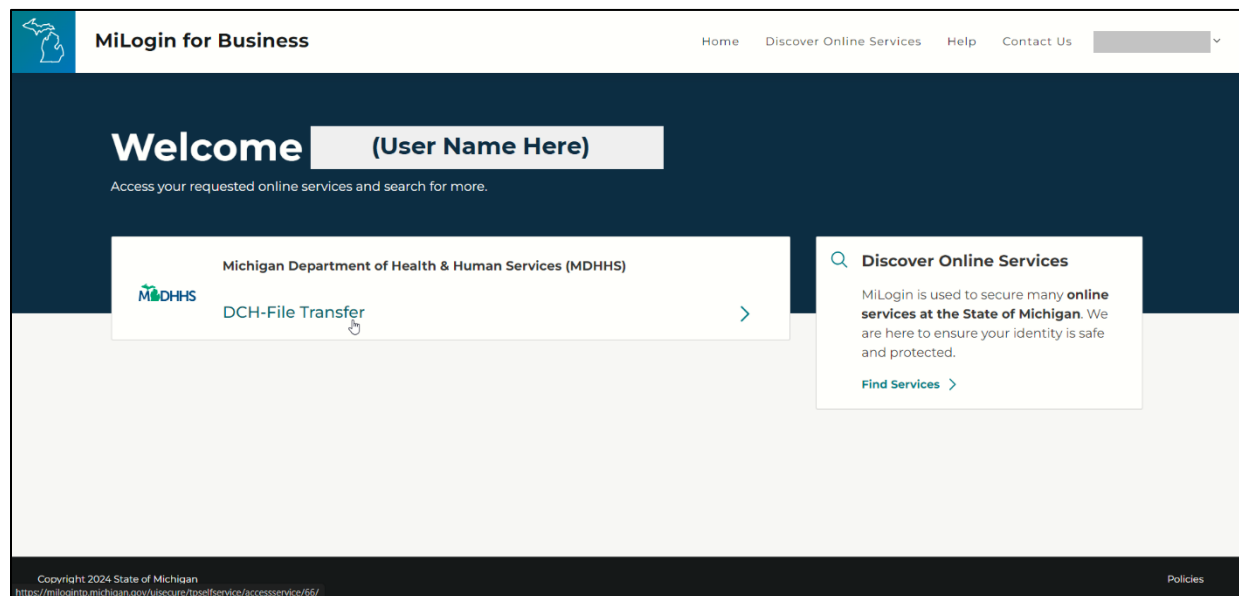 MiLogin for Business
Home Discover Online Services Help Contact Us
Welcome (User Name Here)
Access your requested online services and search for more.
Michigan Department of Health & Human Services (MDHHS)
MDHHS
DCH-File Transfer
Discover Online Services
MiLogin is used to secure many online
services at the State of Michigan. We
are here to ensure your identity is safe
and protected.
Find Services
Copyright 2024 State of Michigan
Policies
https://milogintp.michigan.gov/uisecure/tpselfservice/accessservice/66/